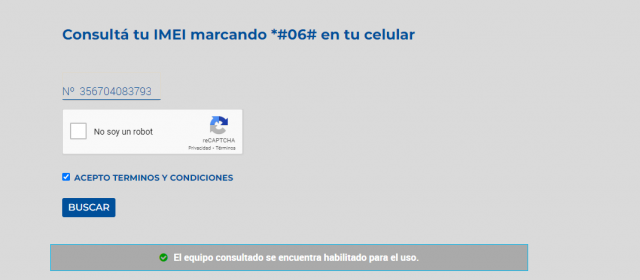 Consultá tu IMEI marcando *#06# en tu celular
Nº 356704083793
No soy un robot
reCAPTCHA
Privacidad - Términos
ACEPTO TERMINOS Y CONDICIONES
BUSCAR
El equipo consultado se encuentra habilitado para el uso.